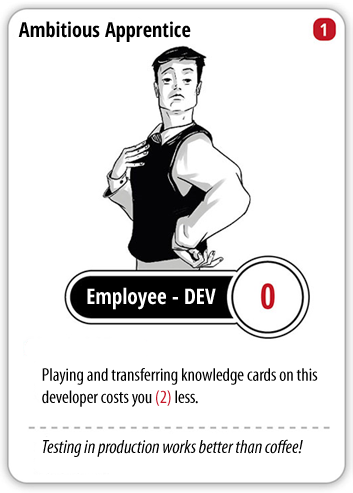 Ambitious Apprentice 1
Employee - DEV 0
Playing and transferring knowledge cards on this
developer costs you (2) less.
Testing in production works better than coffee!